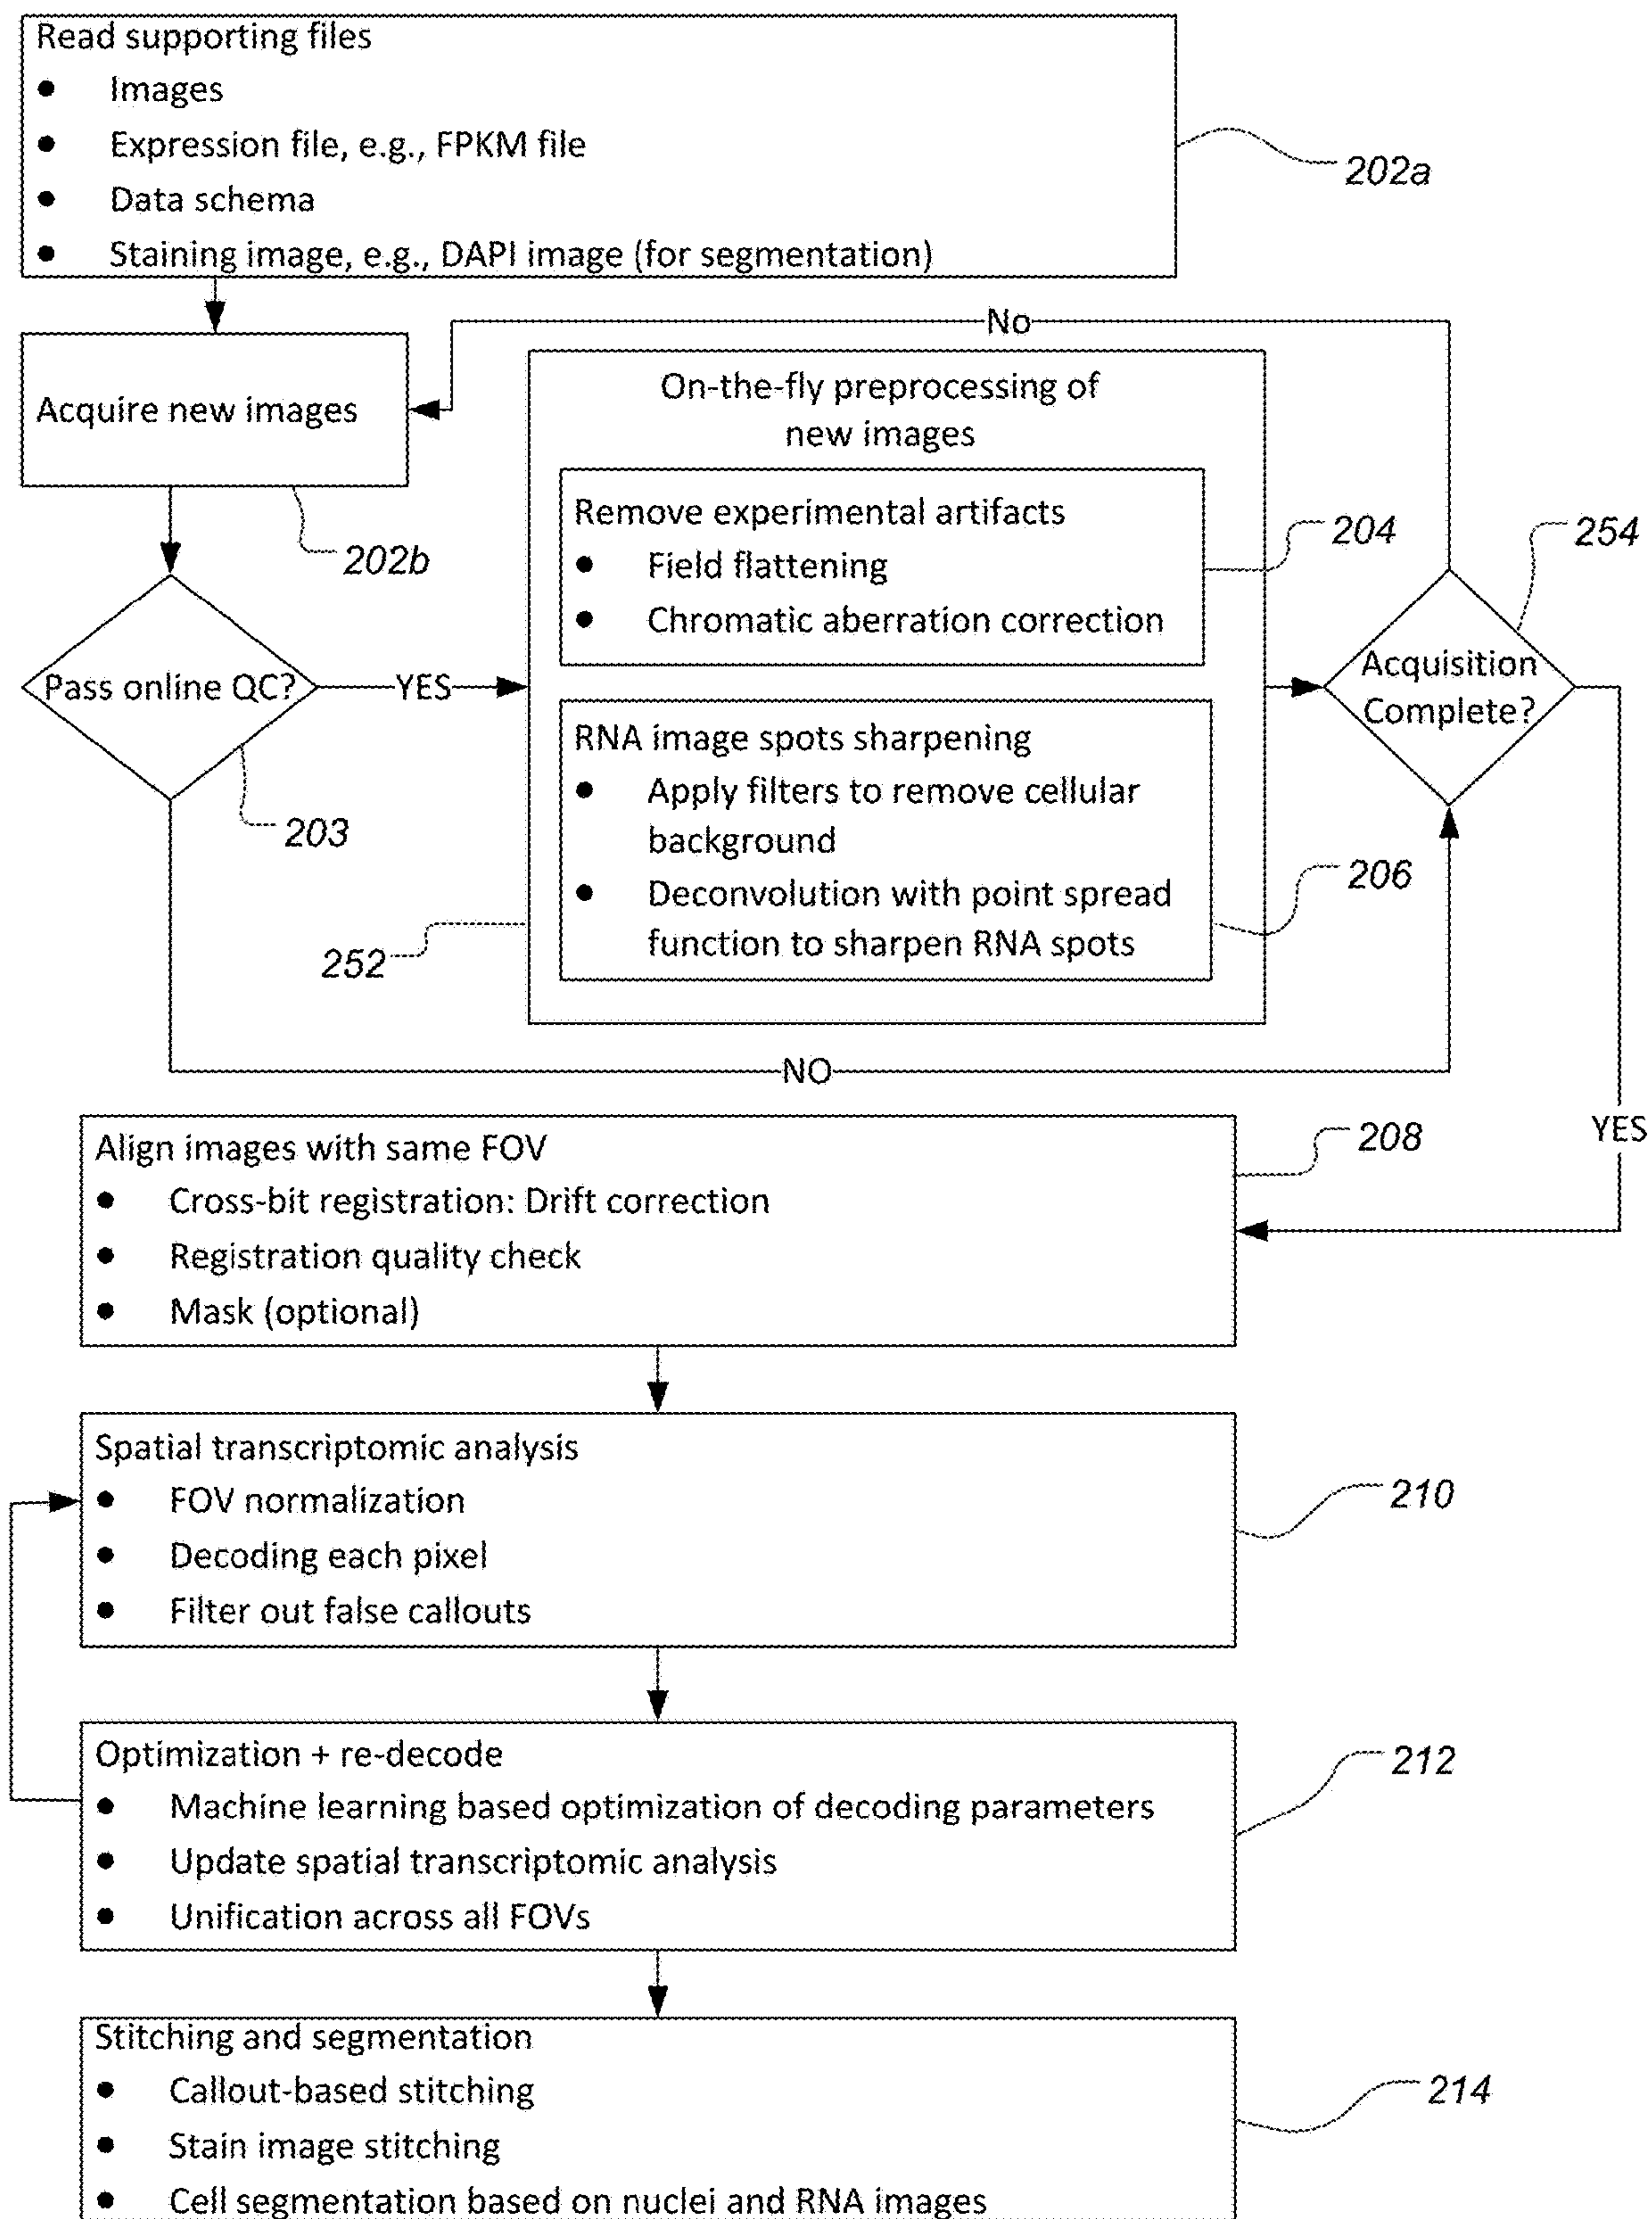 Read supporting files
● Images
● Expression file, e.g., FPKM file
● Data schema
● Staining image, e.g., DAPI image (for segmentation)
202a
No
Acquire new images
202b
On-the-fly preprocessing of
new images
Remove experimental artifacts
● Field flattening
● Chromatic aberration correction
204
254
Pass online QC?
YES
203
Acquisition
Complete?
RNA image spots sharpening
● Apply filters to remove cellular
background
● Deconvolution with point spread
function to sharpen RNA spots
206
252
NO
YES
Align images with same FOV
● Cross-bit registration: Drift correction
● Registration quality check
● Mask (optional)
208
Spatial transcriptomic analysis
● FOV normalization
● Decoding each pixel
● Filter out false callouts
210
Optimization + re-decode
● Machine learning based optimization of decoding parameters
● Update spatial transcriptomic analysis
● Unification across all FOVs
212
Stitching and segmentation
● Callout-based stitching
● Stain image stitching
● Cell segmentation based on nuclei and RNA images
214